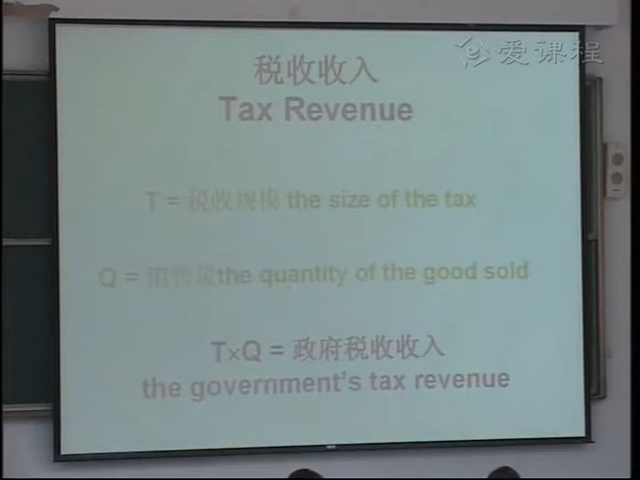 爱课程
税收收入
Tax Revenue
T = 税收规模 the size of the tax
Q = 销售量the quantity of the good sold
T×Q = 政府税收收入
the government's tax revenue